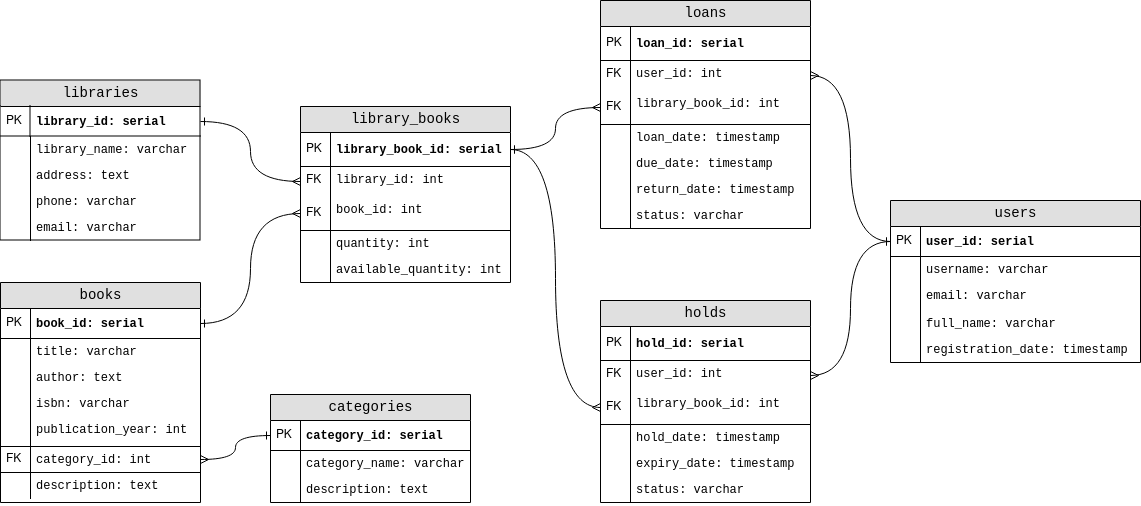 libraries
PK library_id: serial
library_name: varchar
address: text
phone: varchar
email: varchar
books
PK book_id: serial
title: varchar
author: text
isbn: varchar
publication_year: int
FK category_id: int
description: text
library_books
PK library_book_id: serial
FK library_id: int
FK book_id: int
quantity: int
available_quantity: int
categories
PK category_id: serial
category_name: varchar
description: text
loans
PK loan_id: serial
FK user_id: int
FK library_book_id: int
loan_date: timestamp
due_date: timestamp
return_date: timestamp
status: varchar
holds
PK hold_id: serial
FK user_id: int
FK library_book_id: int
hold_date: timestamp
expiry_date: timestamp
status: varchar
users
PK user_id: serial
username: varchar
email: varchar
full_name: varchar
registration_date: timestamp